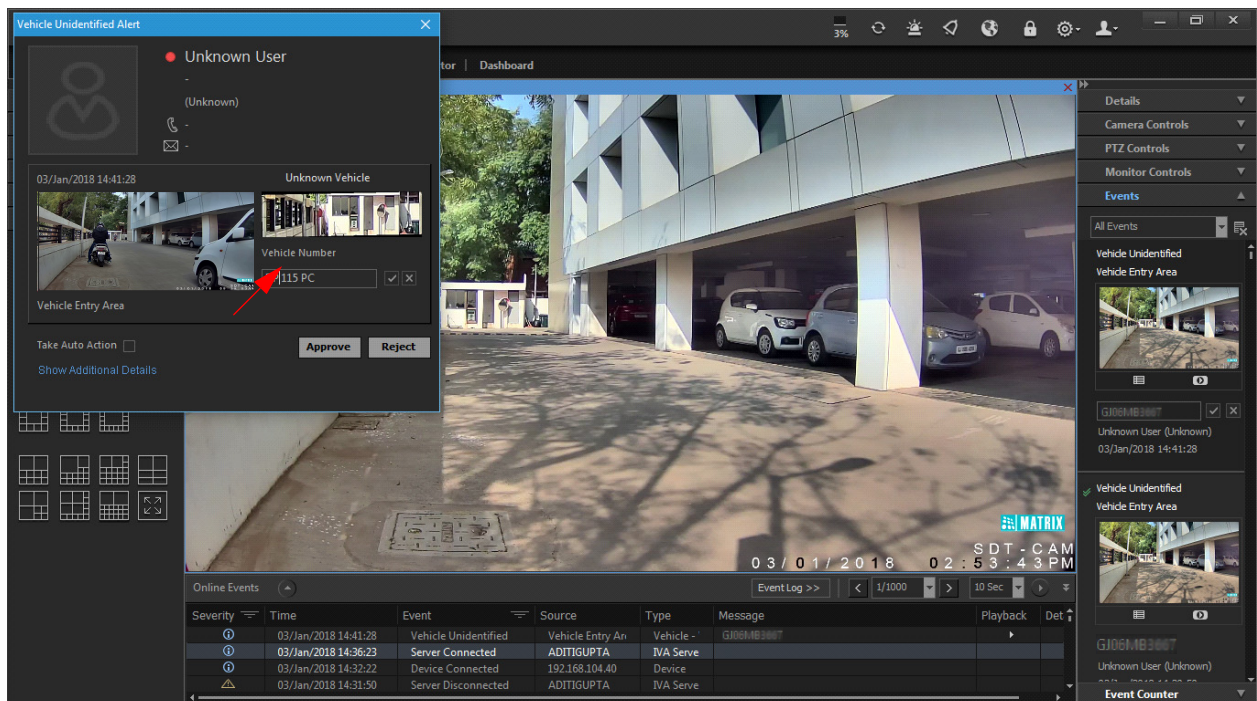 Vehicle Unidentified Alert
Unknown User
-
(Unknown)
-
-
03/Jan/2018 14:41:28
Unknown Vehicle
Vehicle Number
115 PC
Vehicle Entry Area
Take Auto Action
Approve
Reject
Show Additional Details
3%
tor | Dashboard
MATRIX
SDT-CAM
03/01/2018 02:53:43PM
Online Events
Event Log >>
1/1000
10 Sec
Severity Time Event Source Type Message Playback Det
03/Jan/2018 14:41:28 Vehicle Unidentified Vehicle Entry Are Vehicle -
03/Jan/2018 14:36:23 Server Connected ADITIGUPTA IVA Serve
03/Jan/2018 14:32:22 Device Connected 192.168.104.40 Device
03/Jan/2018 14:31:50 Server Disconnected ADITIGUPTA IVA Serve
Details
Camera Controls
PTZ Controls
Monitor Controls
Events
All Events
Vehicle Unidentified
Vehicle Entry Area
Unknown User (Unknown)
03/Jan/2018 14:41:28
Vehicle Unidentified
Vehicle Entry Area
Unknown User (Unknown)
Event Counter